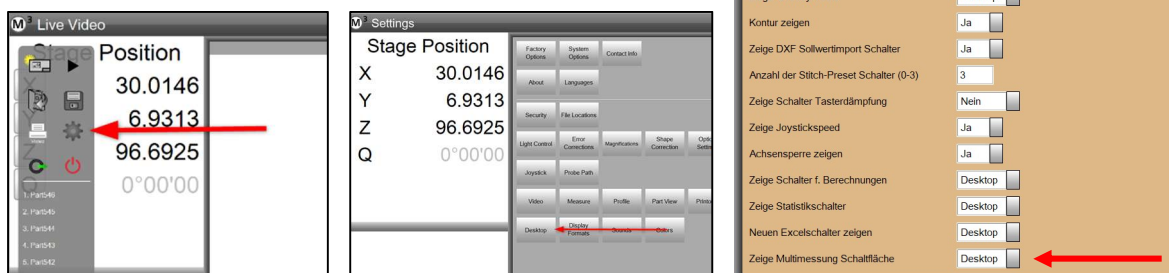 M³ Live Video
Stage Position
X 30.0146
Y 6.9313
Z 96.6925
Q 0°00'00
1. Part546
2. Part545
3. Part544
4. Part543
5. Part542
M³ Settings
Stage Position
X 30.0146
Y 6.9313
Z 96.6925
Q 0°00'00
Factory Options
System Options
Contact Info
About
Languages
Security
File Locations
Light Control
Error Corrections
Magnifications
Shape Correction
Joystick
Probe Path
Video
Measure
Profile
Part View
Desktop
Display Formats
Sounds
Colors
Kontur zeigen Ja
Zeige DXF Sollwertimport Schalter Ja
Anzahl der Stitch-Preset Schalter (0-3) 3
Zeige Schalter Tasterdämpfung Nein
Zeige Joystickspeed Ja
Achsensperre zeigen Ja
Zeige Schalter f. Berechnungen Desktop
Zeige Statistikschalter Desktop
Neuen Excelschalter zeigen Desktop
Zeige Multimessung Schaltfläche Desktop